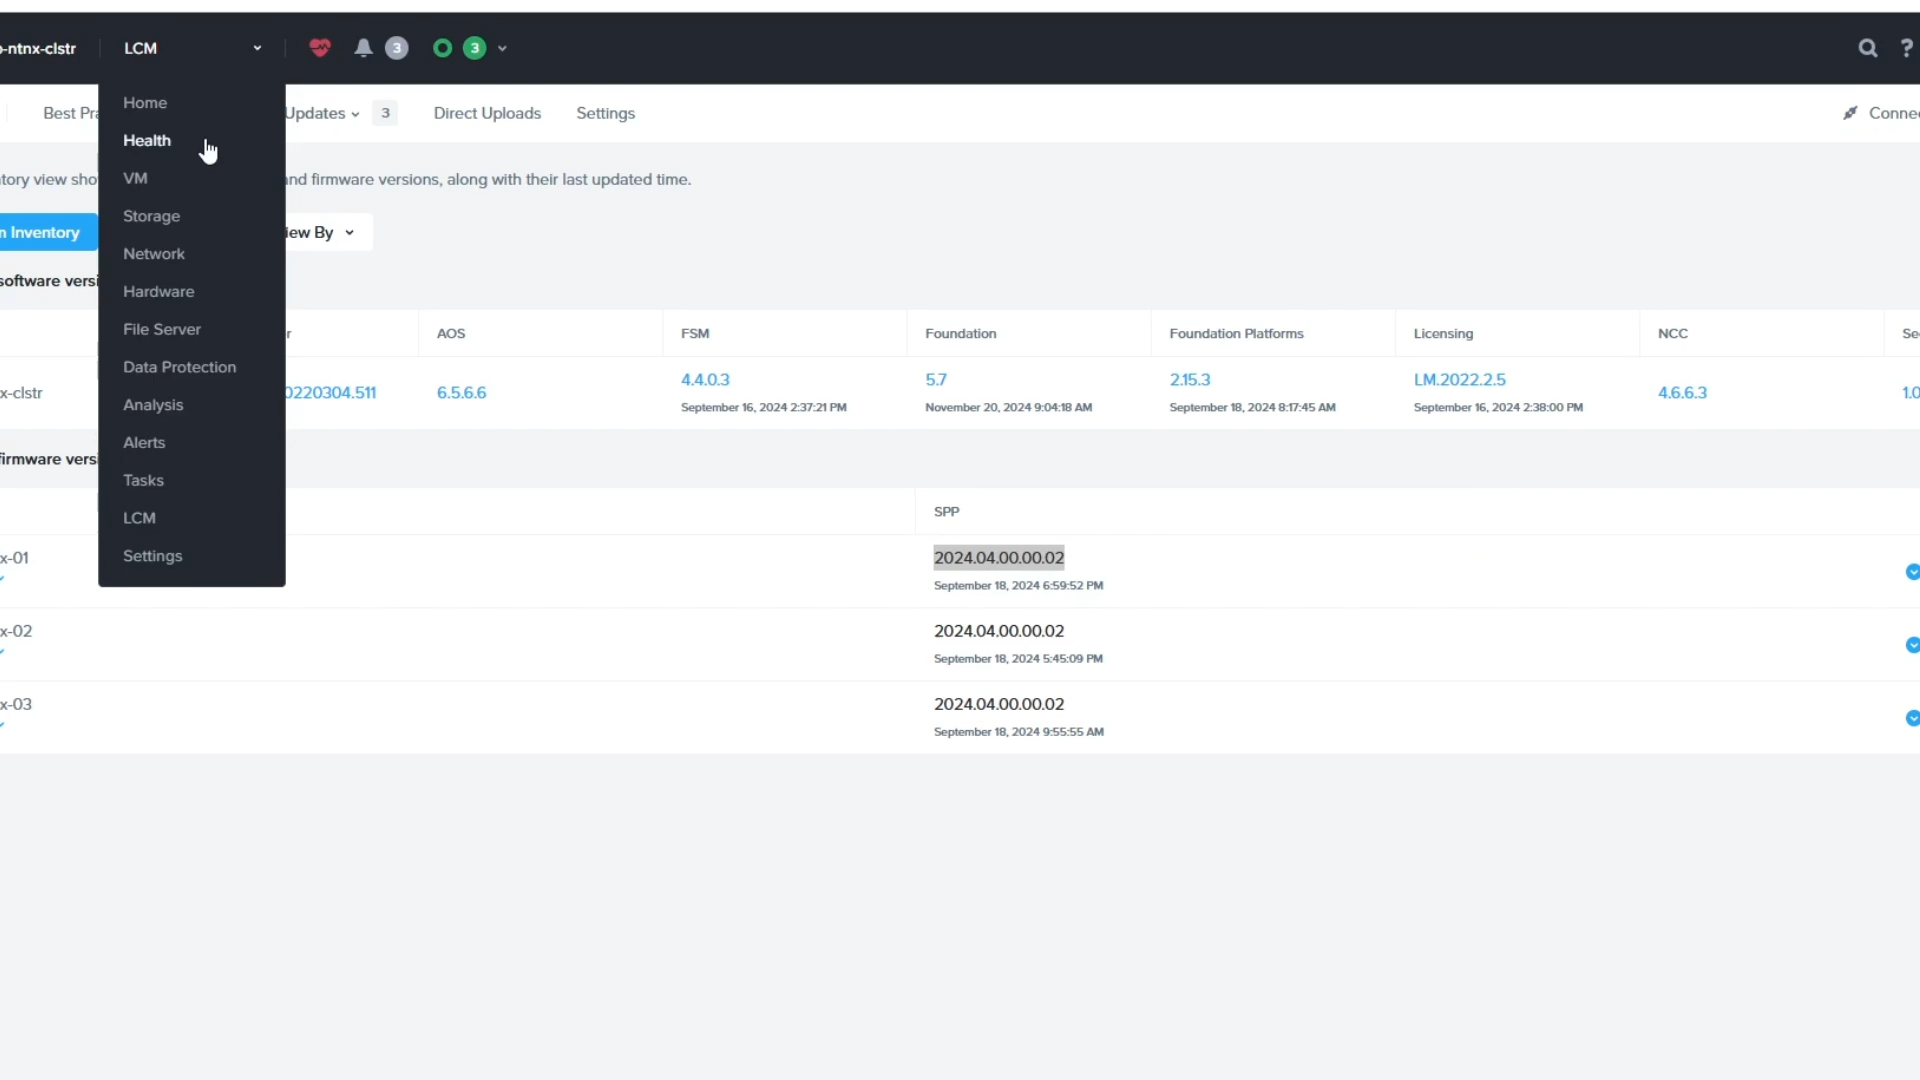 -ntnx-clstr LCM 3 3 ?
Home
Health
VM
Storage
Network
Hardware
File Server
Data Protection
Analysis
Alerts
Tasks
LCM
Settings
Best Pra Updates 3 Direct Uploads Settings Connec
tory view sho nd firmware versions, along with their last updated time.
n Inventory iew By
software versi
r AOS FSM Foundation Foundation Platforms Licensing NCC Se
x-clstr 0220304.511 6.5.6.6 4.4.0.3 5.7 2.15.3 LM.2022.2.5 4.6.6.3 1.0
September 16, 2024 2:37:21 PM November 20, 2024 9:04:18 AM September 18, 2024 8:17:45 AM September 16, 2024 2:38:00 PM
firmware versi
SPP
x-01 2024.04.00.00.02
September 18, 2024 6:59:52 PM
x-02 2024.04.00.00.02
September 18, 2024 5:45:09 PM
x-03 2024.04.00.00.02
September 18, 2024 9:55:55 AM